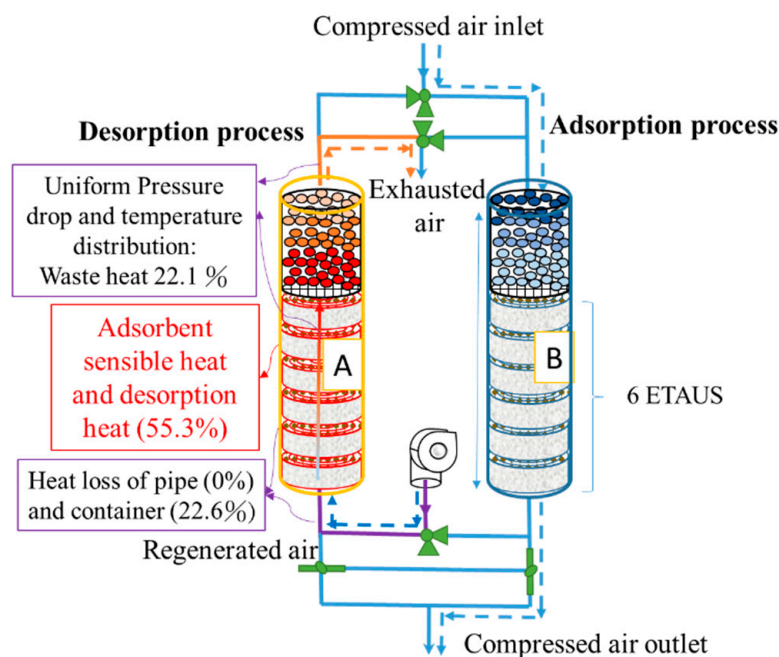 Compressed air inlet
Desorption process
Adsorption process
Uniform Pressure
drop and temperature
distribution:
Waste heat 22.1 %
Exhausted
air
Adsorbent
sensible heat
and desorption
heat (55.3%)
A
B
6 ETAUS
Heat loss of pipe (0%)
and container (22.6%)
Regenerated air
Compressed air outlet